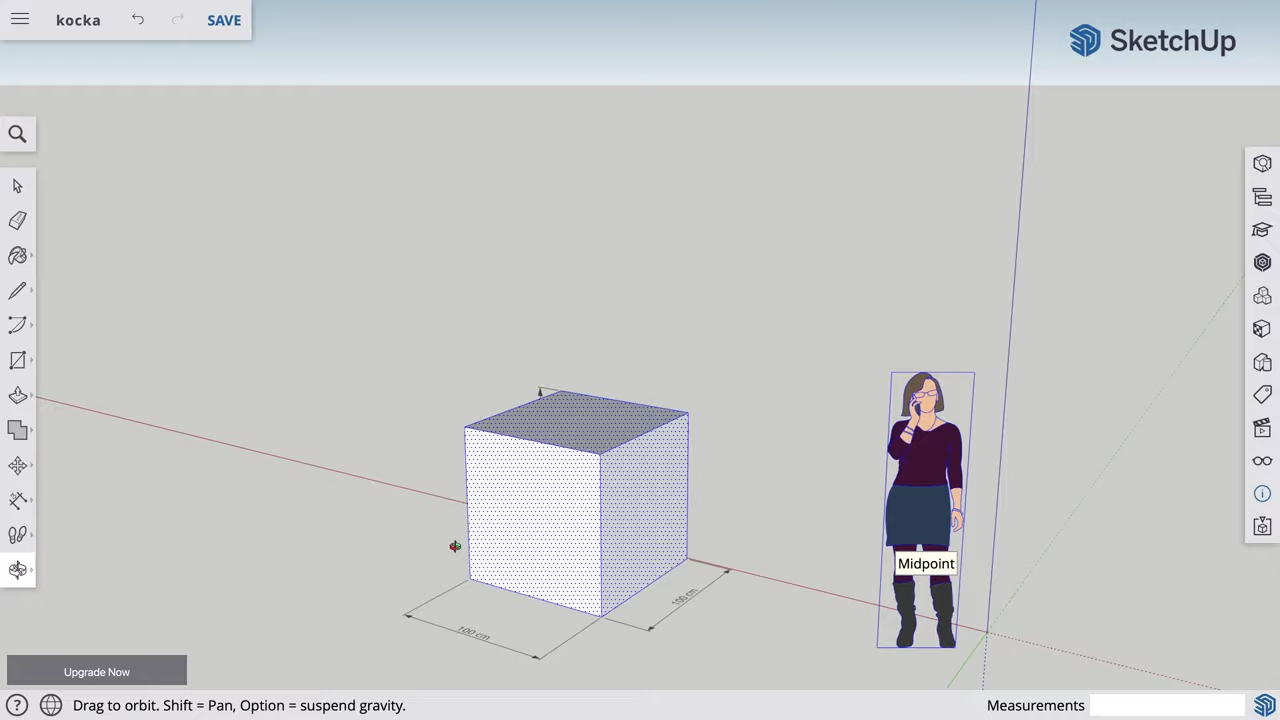 kocka
SAVE
SketchUp
Midpoint
100 cm
100 cm
Upgrade Now
? Drag to orbit. Shift = Pan, Option = suspend gravity.
Measurements